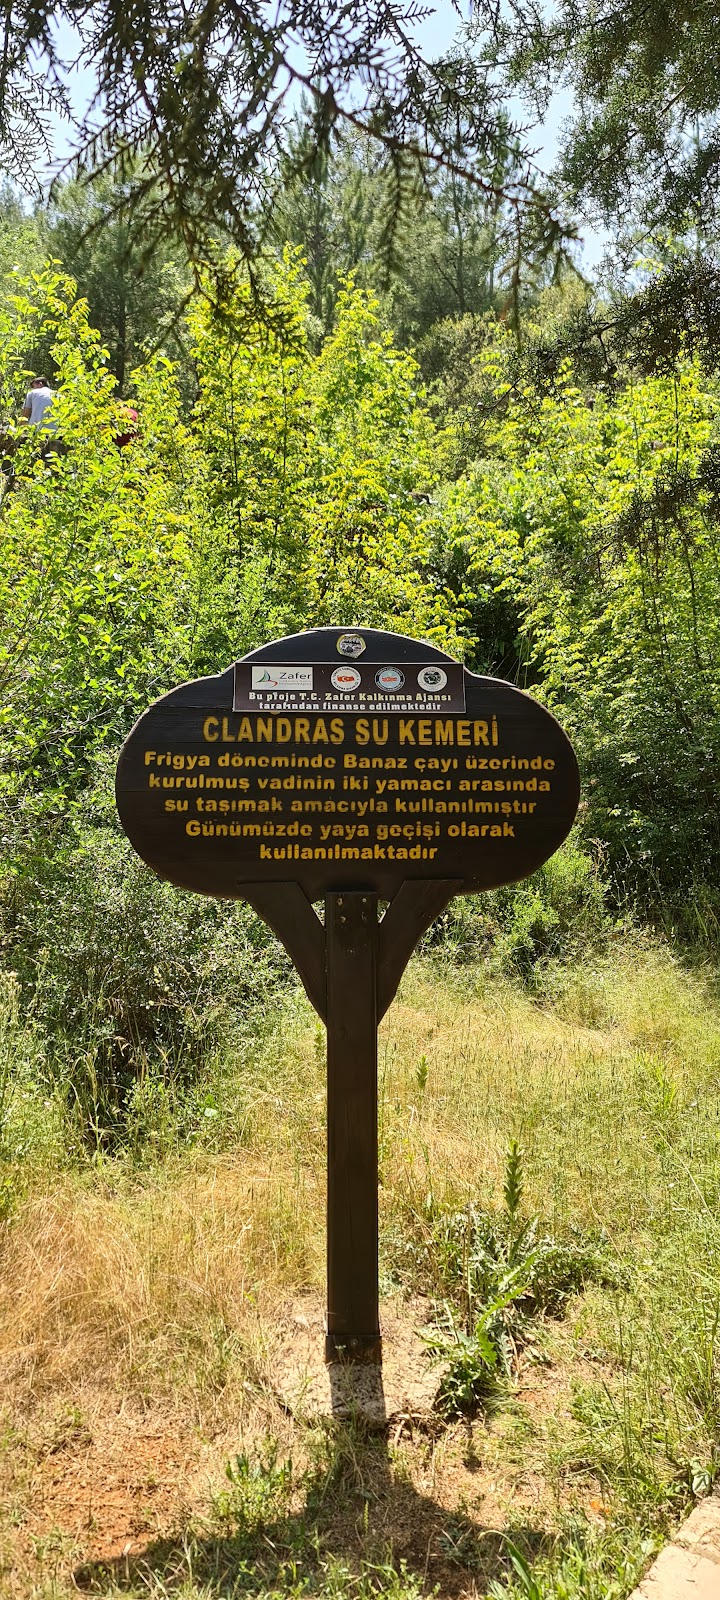 Zafer
Bu proje T.C. Zafer Kalkınma Ajansı
tarafından finanse edilmektedir
CLANDRAS SU KEMERİ
Frigya döneminde Banaz çayı üzerinde
kurulmuş vadinin iki yamacı arasında
su taşımak amacıyla kullanılmıştır
Günümüzde yaya geçişi olarak
kullanılmaktadır